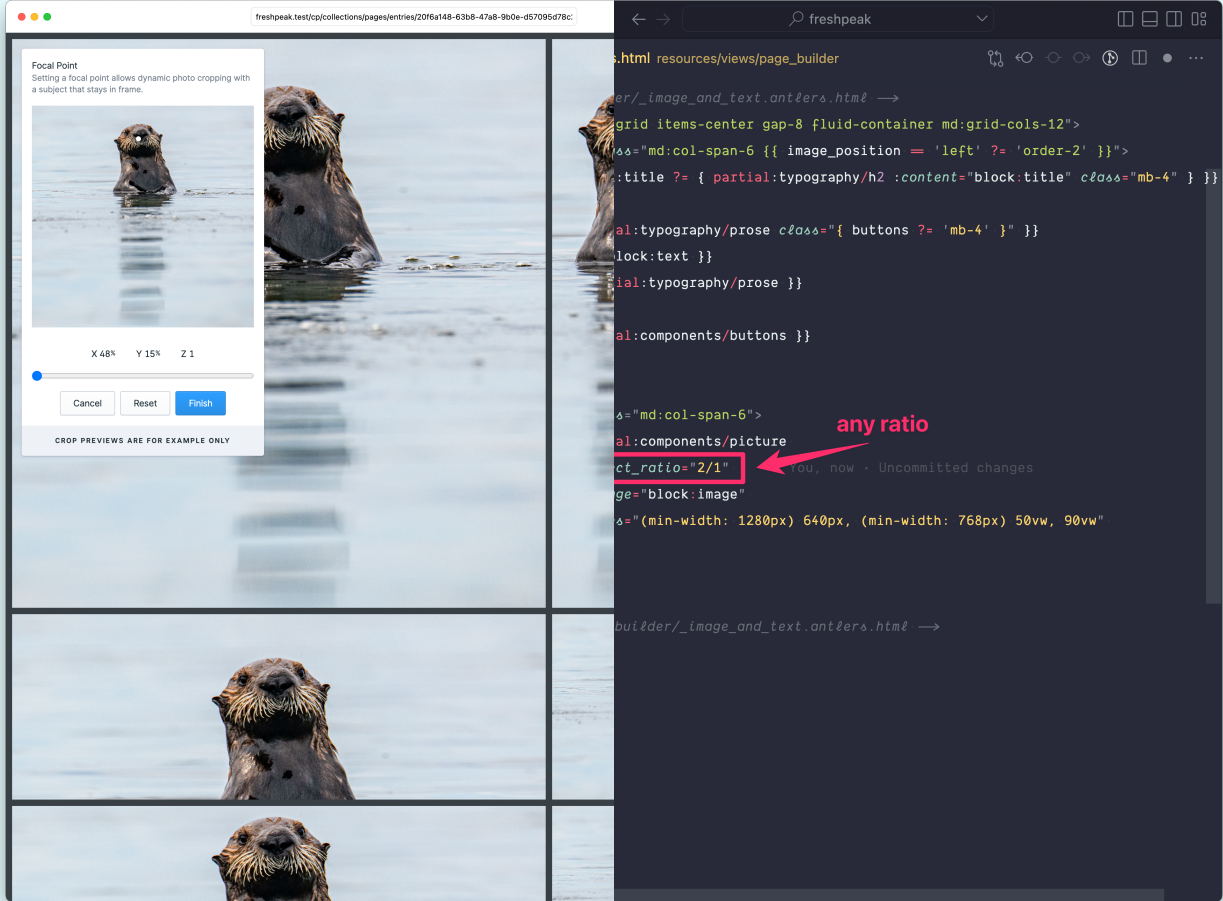 freshpeak.test/cp/collections/pages/entries/20f6a148-63b8-47a8-9b0e-d57095d78c
Focal Point
Setting a focal point allows dynamic photo cropping with
a subject that stays in frame.
X 48%
Y 15%
Z 1
Cancel
Reset
Finish
CROP PREVIEWS ARE FOR EXAMPLE ONLY
freshpeak
s.html resources/views/page_builder
er/_image_and_text.antlers.html -->
grid items-center gap-8 fluid-container md:grid-cols-12">
ss="md:col-span-6 {{ image_position == 'left' ?= 'order-2' }}">
:title ?= { partial:typography/h2 :content="block:title" class="mb-4" } }}
al:typography/prose class="{ buttons ?= 'mb-4' }" }}
lock:text }}
ial:typography/prose }}
al:components/buttons }}
s="md:col-span-6">
any ratio
al:components/picture
ct_ratio="2/1" You, now · Uncommitted changes
ge="block:image"
s="(min-width: 1280px) 640px, (min-width: 768px) 50vw, 90vw"
builder/_image_and_text.antlers.html -->